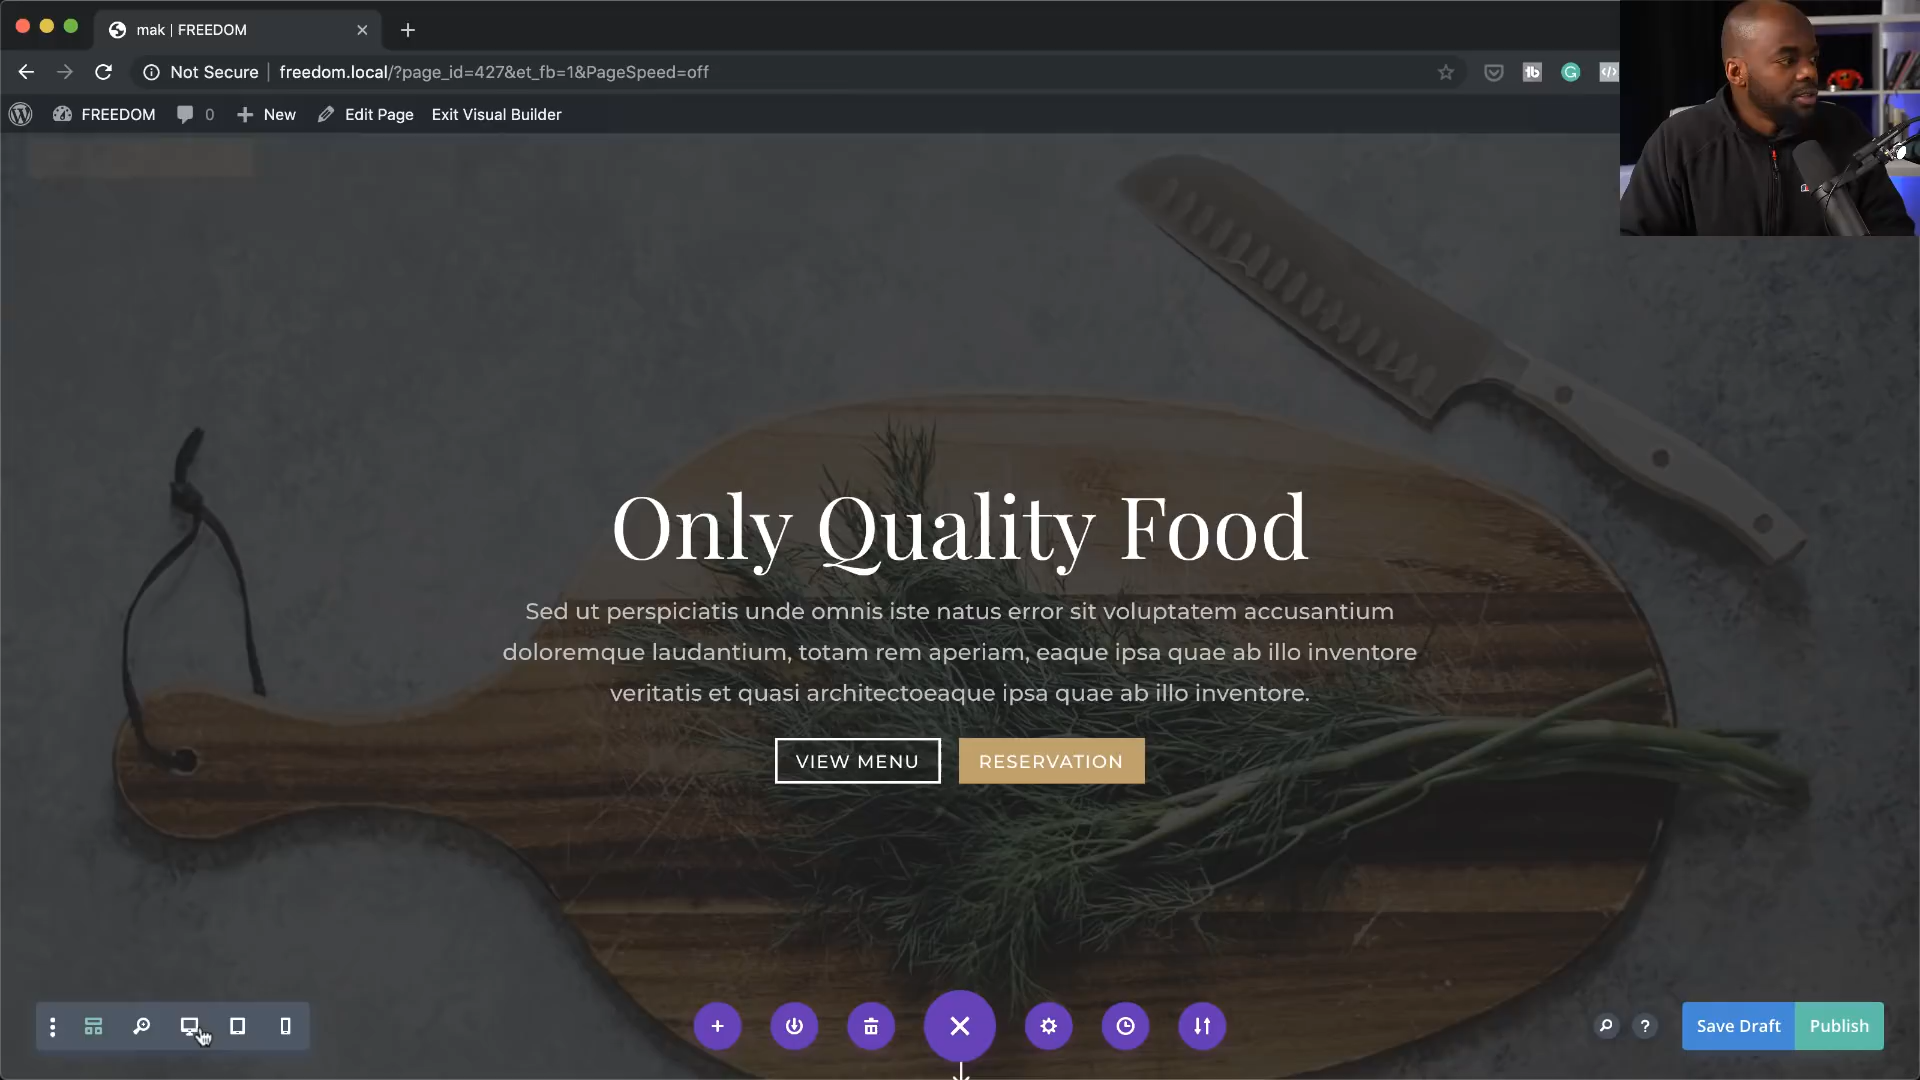 mak | FREEDOM
Not Secure | freedom.local/?page_id=427&et_fb=1&PageSpeed=off
FREEDOM 0 New Edit Page Exit Visual Builder
Only Quality Food
Sed ut perspiciatis unde omnis iste natus error sit voluptatem accusantium
doloremque laudantium, totam rem aperiam, eaque ipsa quae ab illo inventore
veritatis et quasi architectoeaque ipsa quae ab illo inventore.
VIEW MENU RESERVATION
Save Draft Publish